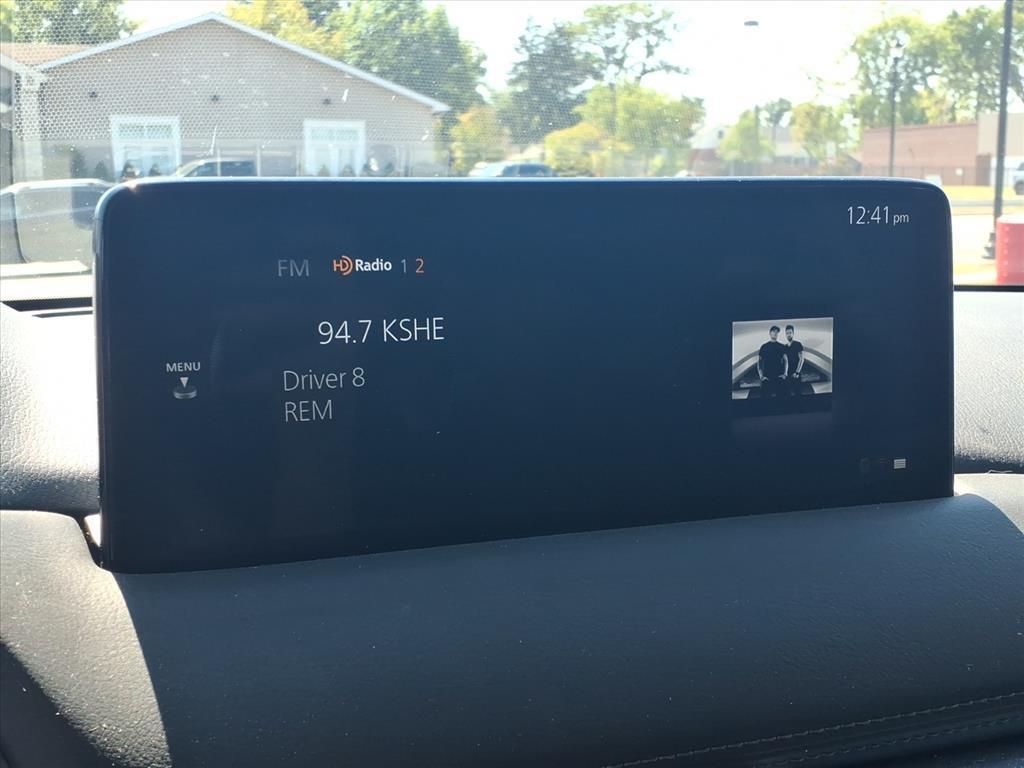 12:41 pm
FM HD Radio 1 2
94.7 KSHE
MENU
Driver 8
REM